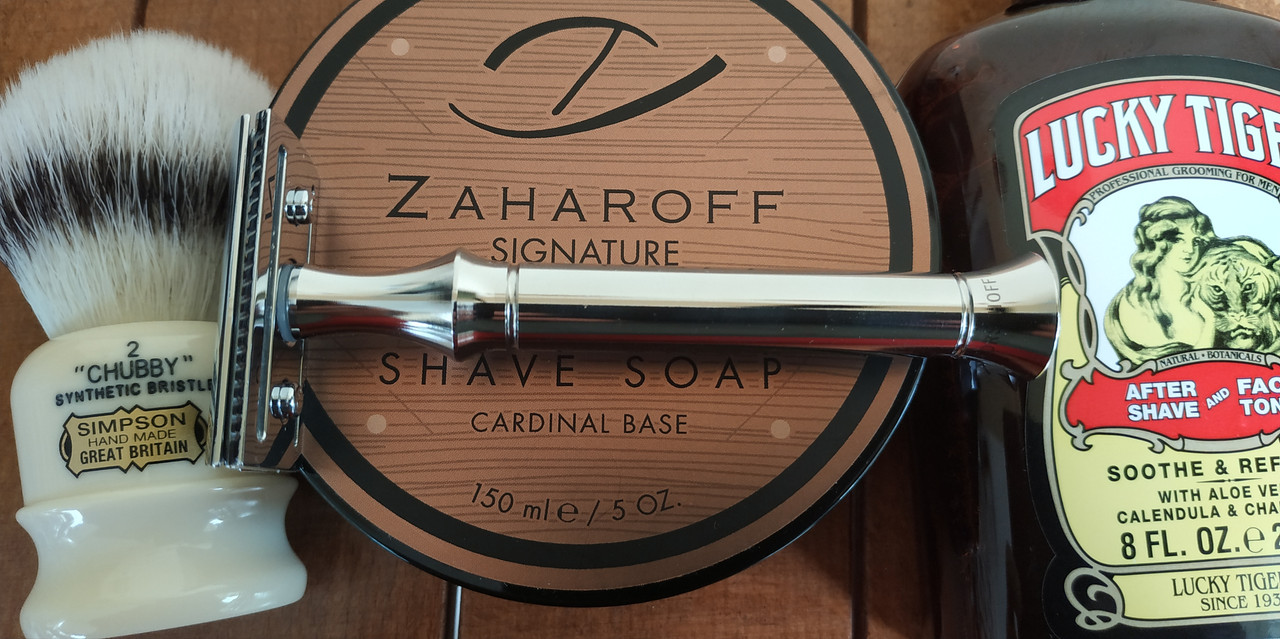 2
"CHUBBY"
SYNTHETIC BRISTLE
SIMPSON
HAND MADE
GREAT BRITAIN
ZAHAROFF
SIGNATURE
SHAVE SOAP
CARDINAL BASE
150 ml e / 5 OZ.
OFF
LUCKY TIGE
PROFESSIONAL GROOMING FOR MEN
NATURAL • BOTANICALS
AFTER SHAVE AND FAC
TON
SOOTHE & REF
WITH ALOE VE
CALENDULA & CHA
8 FL. OZ. e 2
LUCKY TIGE
SINCE 193